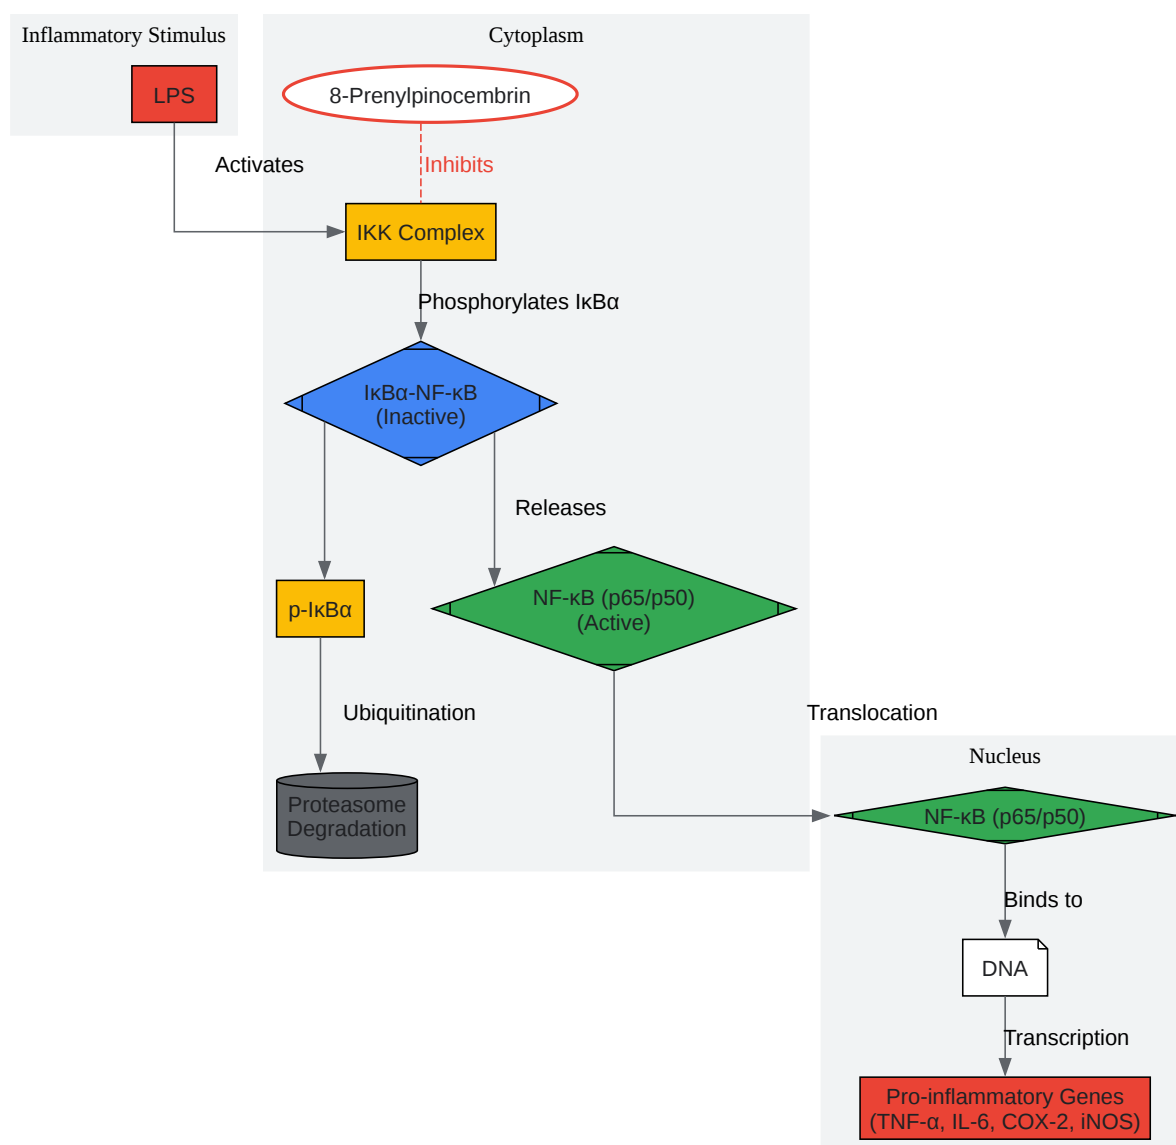 Inflammatory Stimulus
Cytoplasm
LPS
8-Prenylpinocembrin
Activates
Inhibits
IKK Complex
Phosphorylates IκBα
IκBα-NF-κB
(Inactive)
Releases
p-IκBα
NF-κB (p65/p50)
(Active)
Ubiquitination
Translocation
Nucleus
Proteasome
Degradation
NF-κB (p65/p50)
Binds to
DNA
Transcription
Pro-inflammatory Genes
(TNF-α, IL-6, COX-2, iNOS)